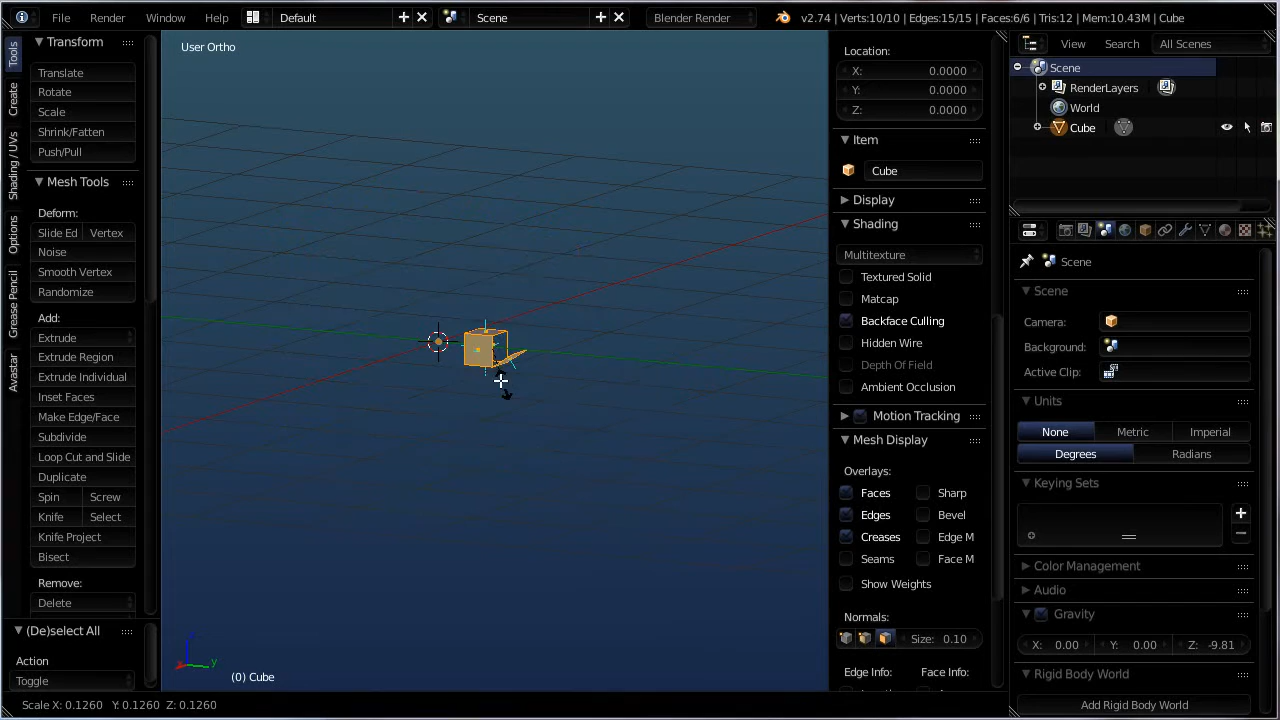 File Render Window Help Default Scene Blender Render v2.74 | Verts:10/10 | Edges:15/15 | Faces:6/6 | Tris:12 | Mem:10.43M | Cube
Tools
Create
Shading / UVs
Options
Grease Pencil
Avastar
Transform
Translate
Rotate
Scale
Shrink/Fatten
Push/Pull
Mesh Tools
Deform:
Slide Ed Vertex
Noise
Smooth Vertex
Randomize
Add:
Extrude
Extrude Region
Extrude Individual
Inset Faces
Make Edge/Face
Subdivide
Loop Cut and Slide
Duplicate
Spin Screw
Knife Select
Knife Project
Bisect
Remove:
Delete
(De)select All
Action
Toggle
User Ortho
y
(0) Cube
Scale X: 0.1260 Y: 0.1260 Z: 0.1260
Location:
X: 0.0000
Y: 0.0000
Z: 0.0000
Item
Cube
Display
Shading
Multitexture
Textured Solid
Matcap
Backface Culling
Hidden Wire
Depth Of Field
Ambient Occlusion
Motion Tracking
Mesh Display
Overlays:
Faces Sharp
Edges Bevel
Creases Edge M
Seams Face M
Show Weights
Normals:
Size: 0.10
Edge Info: Face Info:
View Search All Scenes
Scene
RenderLayers
World
Cube
Scene
Scene
Camera:
Background:
Active Clip:
Units
None Metric Imperial
Degrees Radians
Keying Sets
Color Management
Audio
Gravity
X: 0.00 Y: 0.00 Z: -9.81
Rigid Body World
Add Rigid Body World